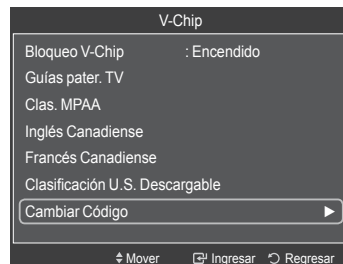 V-Chip
Bloqueo V-Chip : Encendido
Guías pater. TV
Clas. MPAA
Inglés Canadiense
Francés Canadiense
Clasificación U.S. Descargable
Cambiar Código
Mover Ingresar Regresar